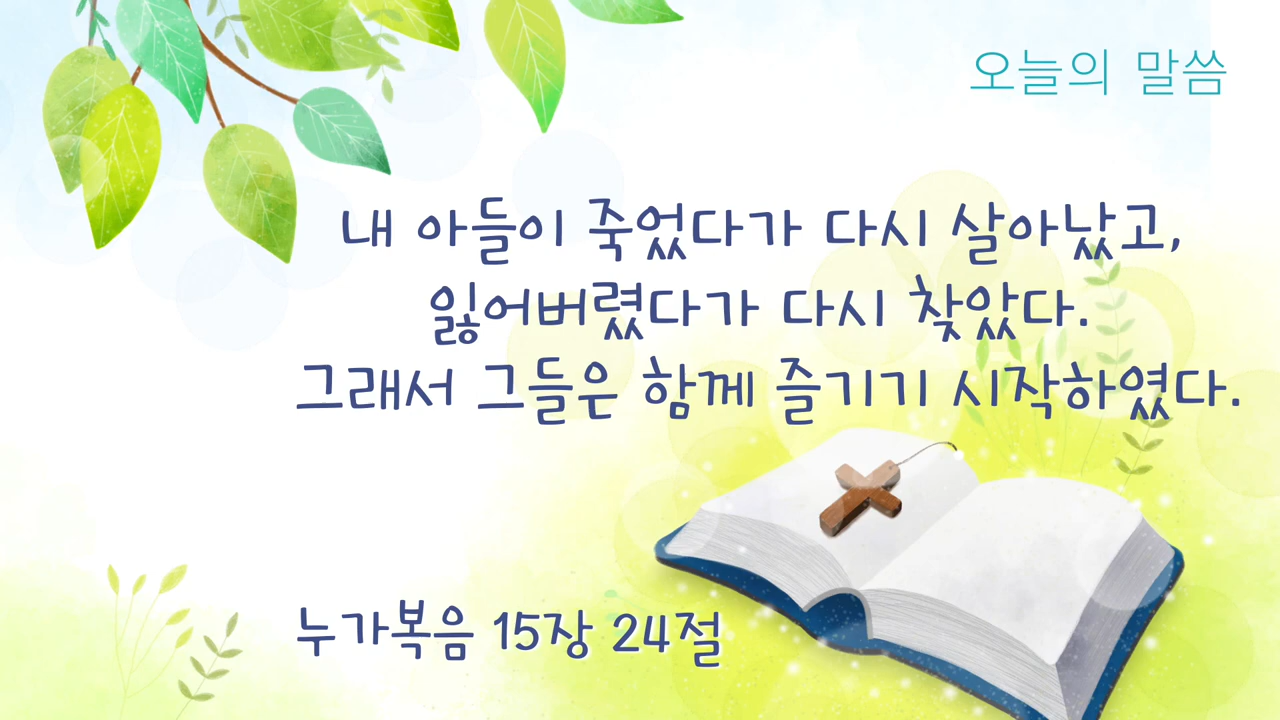 오늘의 말씀
내 아들이 죽었다가 다시 살아났고,
잃어버렸다가 다시 찾았다.
그래서 그들은 함께 즐기기 시작하였다.
누가복음 15장 24절